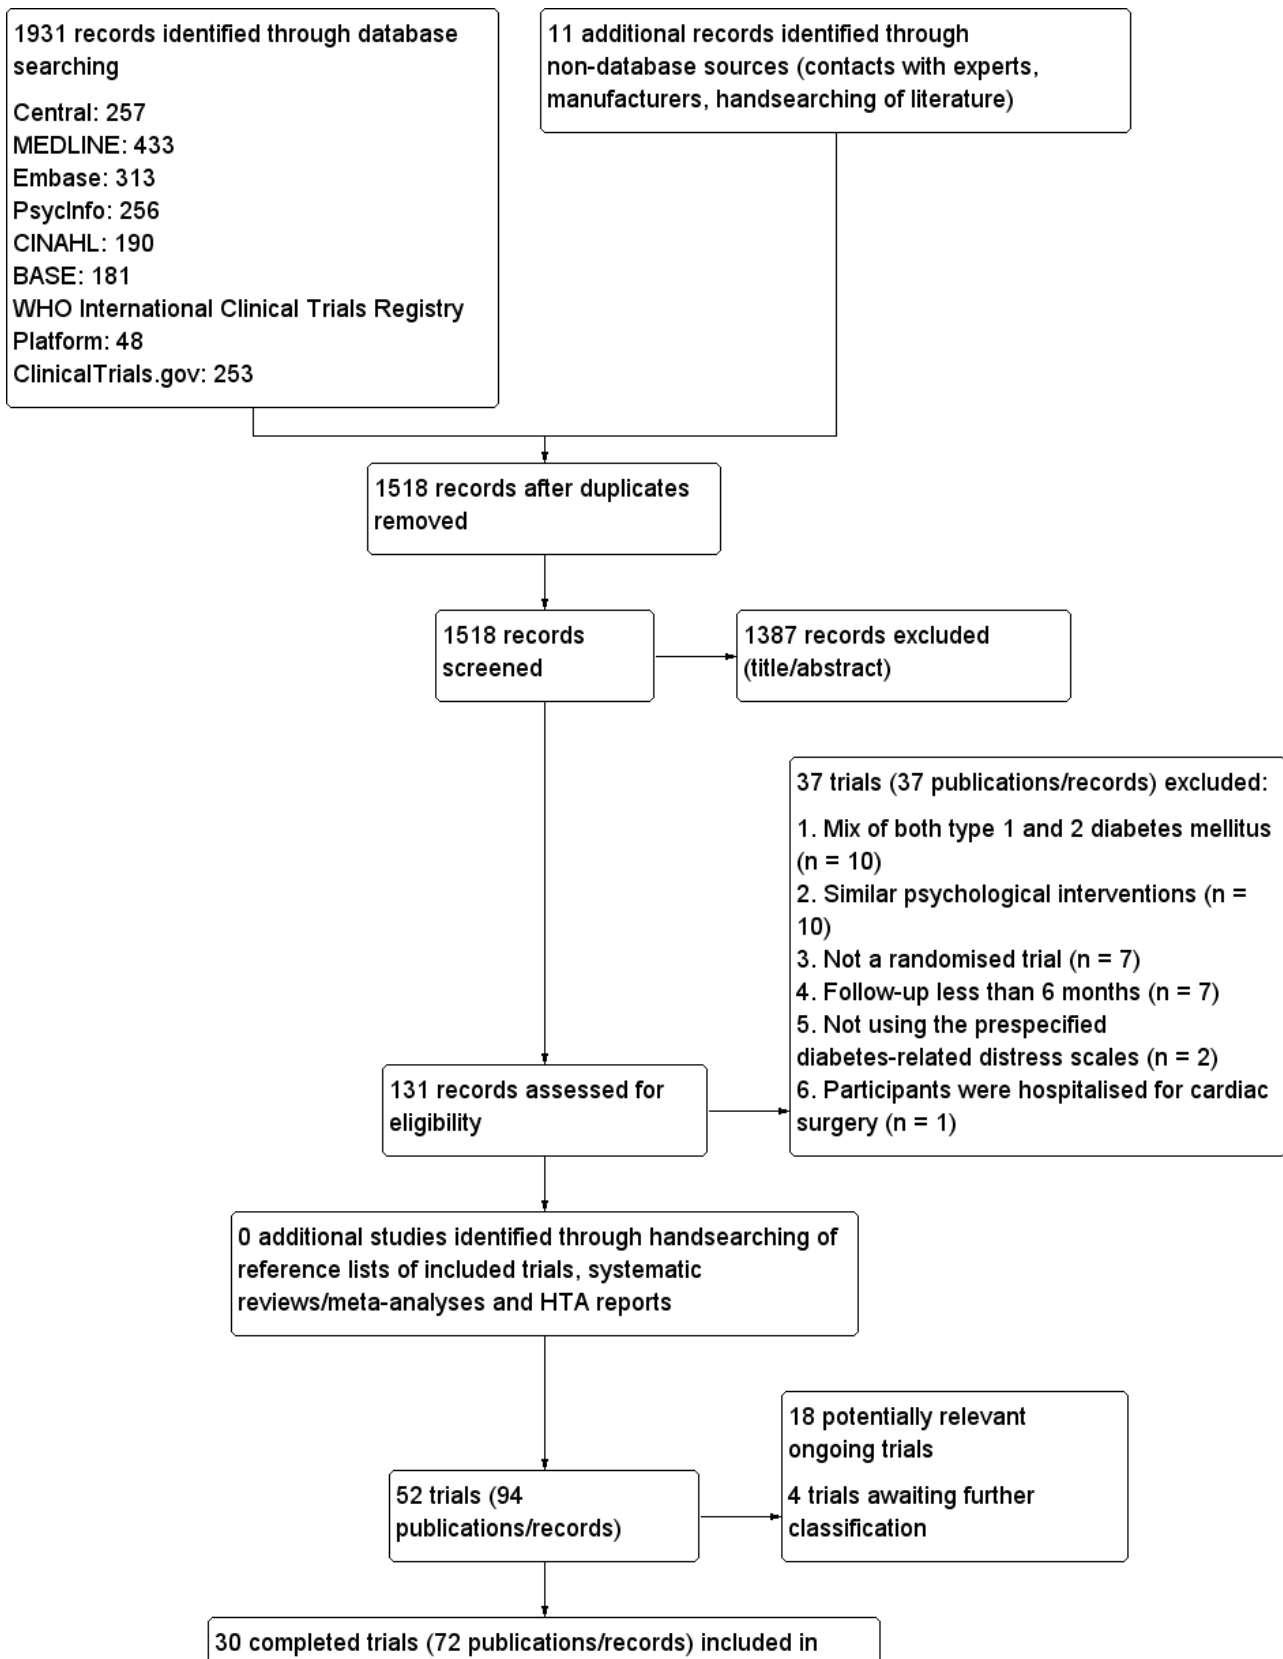 1931 records identified through database
searching
Central: 257
MEDLINE: 433
Embase: 313
PsycInfo: 256
CINAHL: 190
BASE: 181
WHO International Clinical Trials Registry
Platform: 48
ClinicalTrials.gov: 253
11 additional records identified through
non-database sources (contacts with experts,
manufacturers, handsearching of literature)
1518 records after duplicates
removed
1518 records
screened
1387 records excluded
(title/abstract)
37 trials (37 publications/records) excluded:
1. Mix of both type 1 and 2 diabetes mellitus
(n = 10)
2. Similar psychological interventions (n =
10)
3. Not a randomised trial (n = 7)
4. Follow-up less than 6 months (n = 7)
5. Not using the prespecified
diabetes-related distress scales (n = 2)
6. Participants were hospitalised for cardiac
surgery (n = 1)
131 records assessed for
eligibility
0 additional studies identified through handsearching of
reference lists of included trials, systematic
reviews/meta-analyses and HTA reports
18 potentially relevant
ongoing trials
4 trials awaiting further
classification
52 trials (94
publications/records)
30 completed trials (72 publications/records) included in